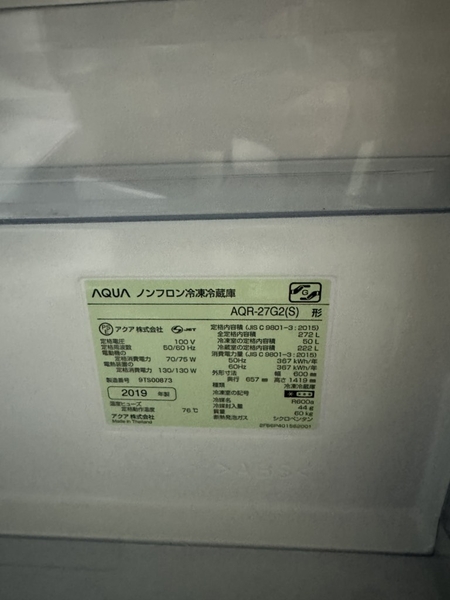 AQUA ノンフロン冷凍冷蔵庫
AQR-27G2(S) 形
アクア株式会社 JET
定格電圧 100 V
定格周波数 50/60 Hz
電動機の
定格消費電力 70/75 W
電熱装置の
定格消費電力 130/130 W
製造番号 9TS00873
2019 年製
温度ヒューズ
定格動作温度 76℃
アクア株式会社
Made in Thailand
定格内容積 (JIS C 9801-3:2015)
全定格内容積 272 L
冷凍室の定格内容積 50 L
冷蔵室の定格内容積 222 L
消費電力量 (JIS C 9801-3:2015)
50Hz 367 kWh/年
60Hz 367 kWh/年
外形寸法 幅 600 mm
奥行 657 mm 高さ 1419 mm
種類 冷凍冷蔵庫
冷凍室の記号
冷媒名 R600a
冷媒封入量 44 g
質量 60 kg
断熱発泡ガス シクロペンタン